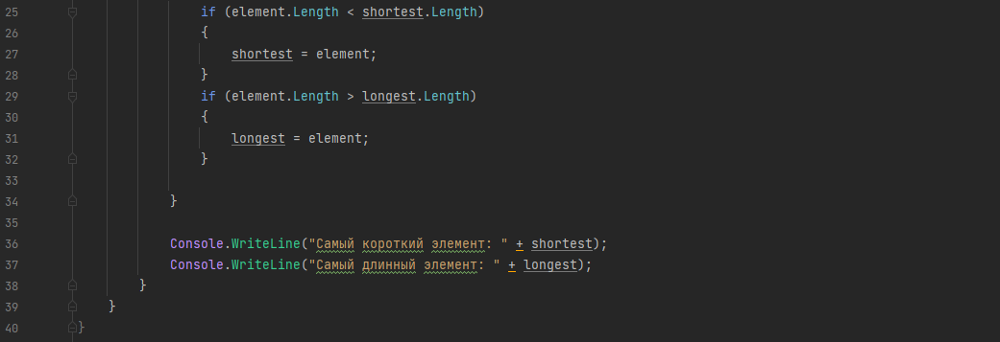 25 if (element.Length < shortest.Length)
26 {
27 shortest = element;
28 }
29 if (element.Length > longest.Length)
30 {
31 longest = element;
32 }
33
34 }
35
36 Console.WriteLine("Самый короткий элемент: " + shortest);
37 Console.WriteLine("Самый длинный элемент: " + longest);
38 }
39 }
40 }